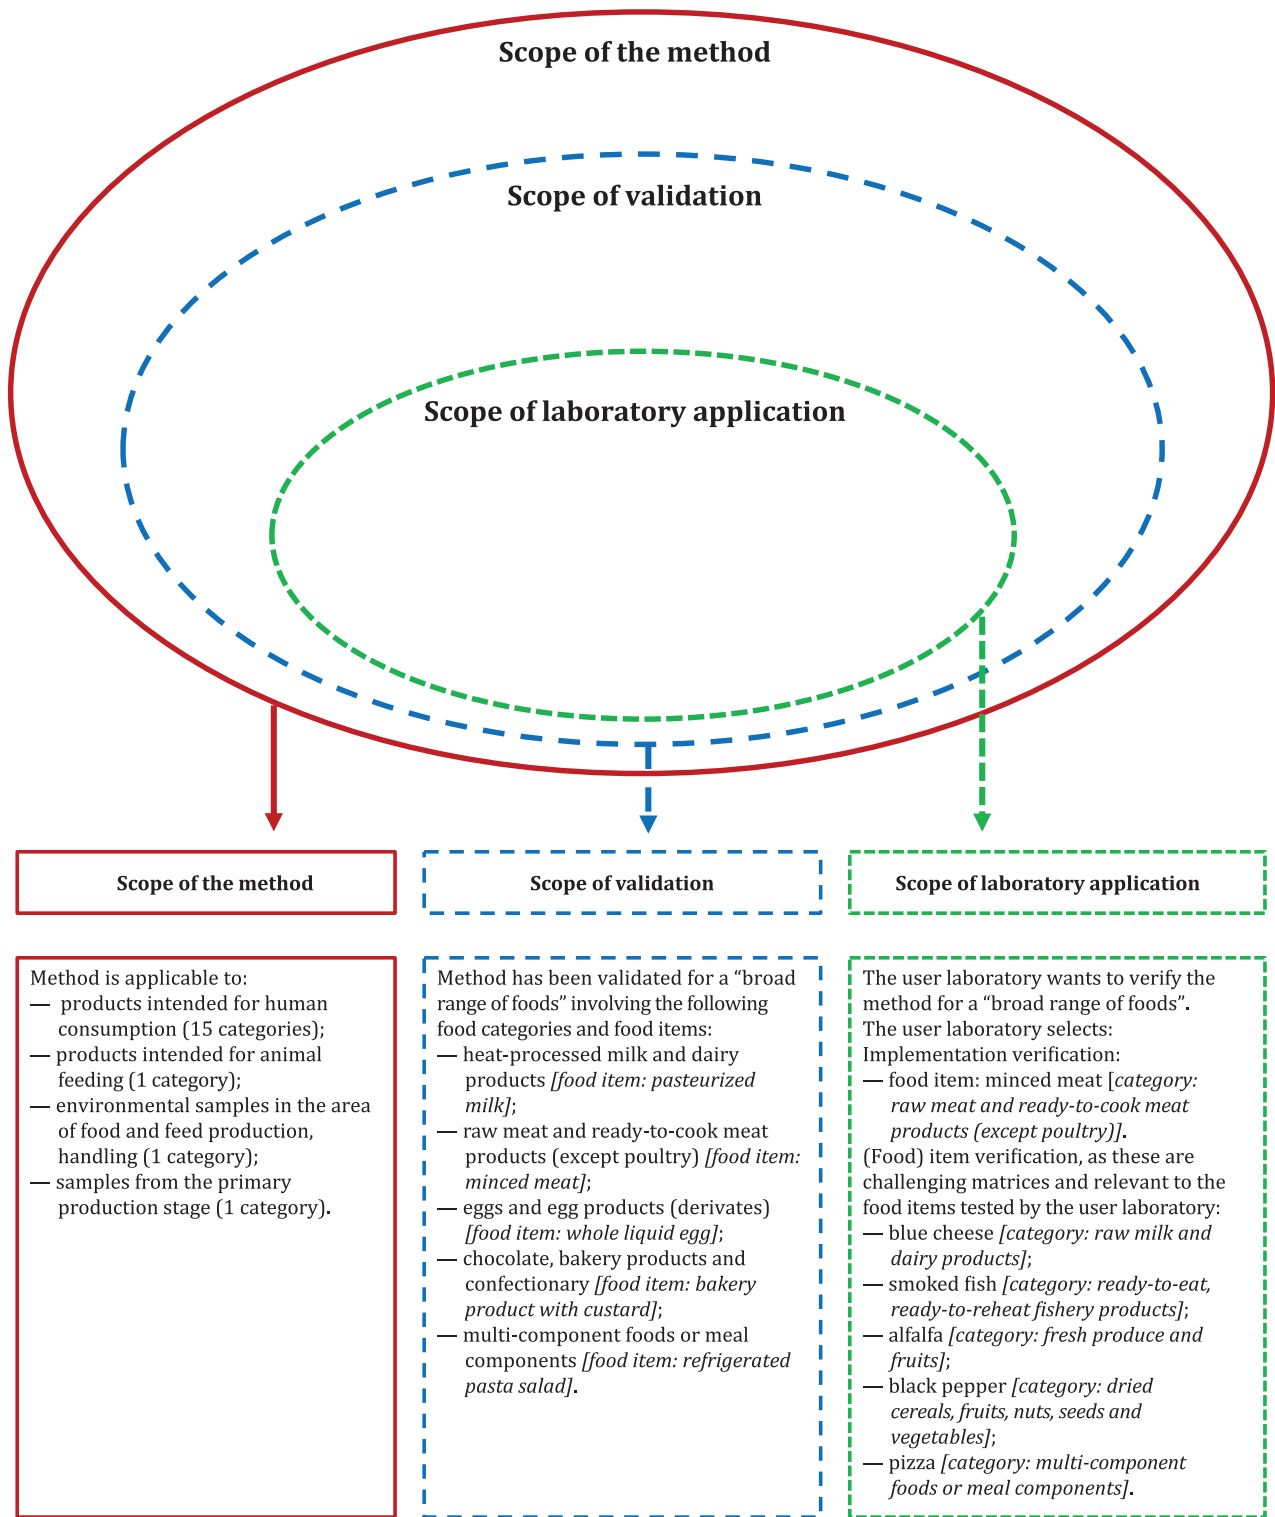 Scope of the method
Scope of validation
Scope of laboratory application
Scope of the method
Scope of validation
Scope of laboratory application
Method is applicable to:
— products intended for human
consumption (15 categories);
— products intended for animal
feeding (1 category);
— environmental samples in the area
of food and feed production,
handling (1 category);
— samples from the primary
production stage (1 category).
Method has been validated for a “broad
range of foods” involving the following
food categories and food items:
— heat-processed milk and dairy
products [food item: pasteurized
milk];
— raw meat and ready-to-cook meat
products (except poultry) [food item:
minced meat];
— eggs and egg products (derivates)
[food item: whole liquid egg];
— chocolate, bakery products and
confectionary [food item: bakery
product with custard];
— multi-component foods or meal
components [food item: refrigerated
pasta salad].
The user laboratory wants to verify the
method for a “broad range of foods”.
The user laboratory selects:
Implementation verification:
— food item: minced meat [category:
raw meat and ready-to-cook meat
products (except poultry)].
(Food) item verification, as these are
challenging matrices and relevant to the
food items tested by the user laboratory:
— blue cheese [category: raw milk and
dairy products];
— smoked fish [category: ready-to-eat,
ready-to-reheat fishery products];
— alfalfa [category: fresh produce and
fruits];
— black pepper [category: dried
cereals, fruits, nuts, seeds and
vegetables];
— pizza [category: multi-component
foods or meal components].